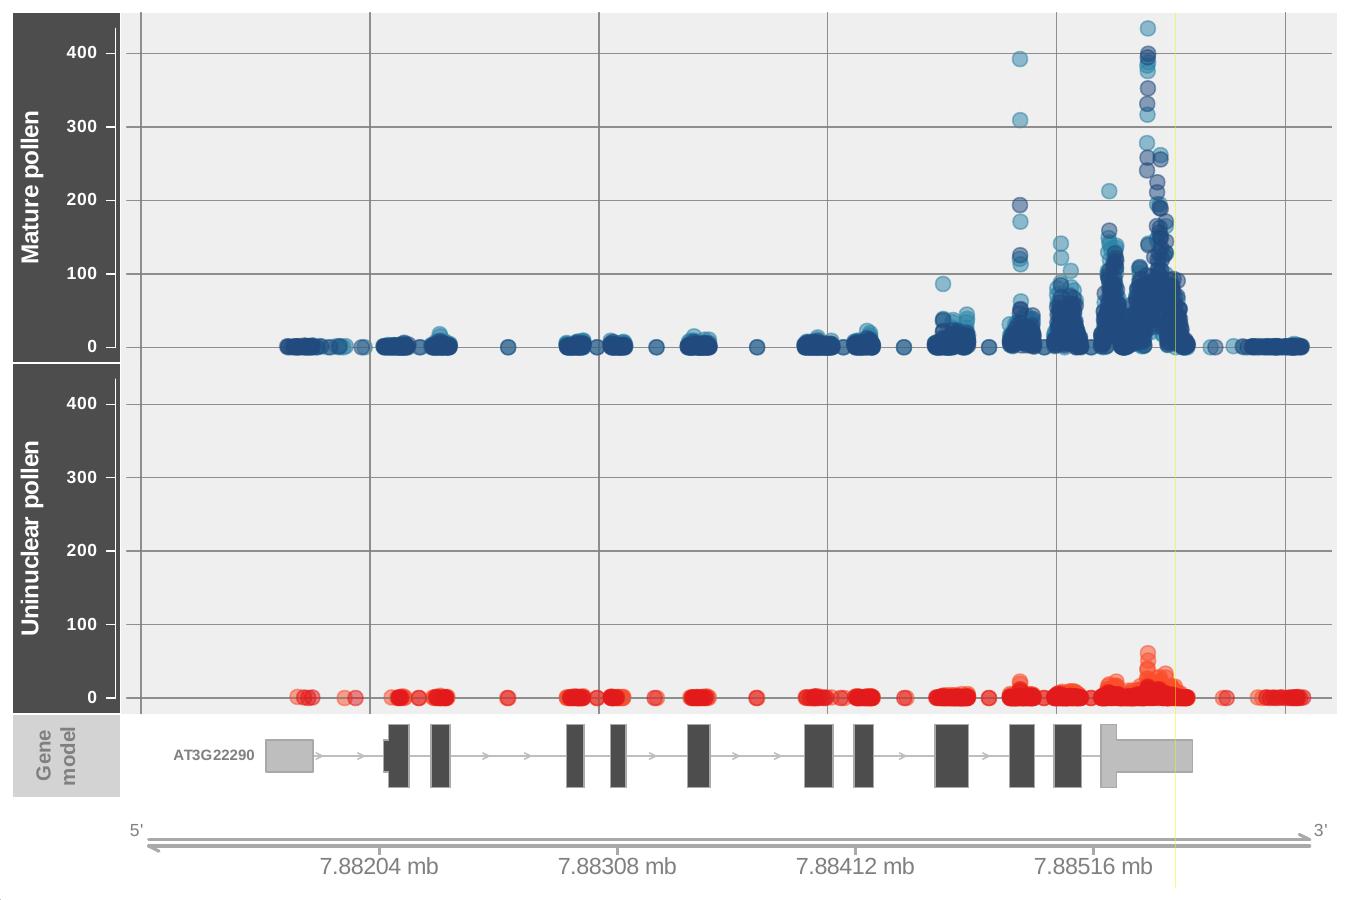 Mature pollen
400
300
200
100
0
Uninuclear pollen
400
300
200
100
0
Gene
model
AT3G22290
5'
3'
7.88204 mb
7.88308 mb
7.88412 mb
7.88516 mb